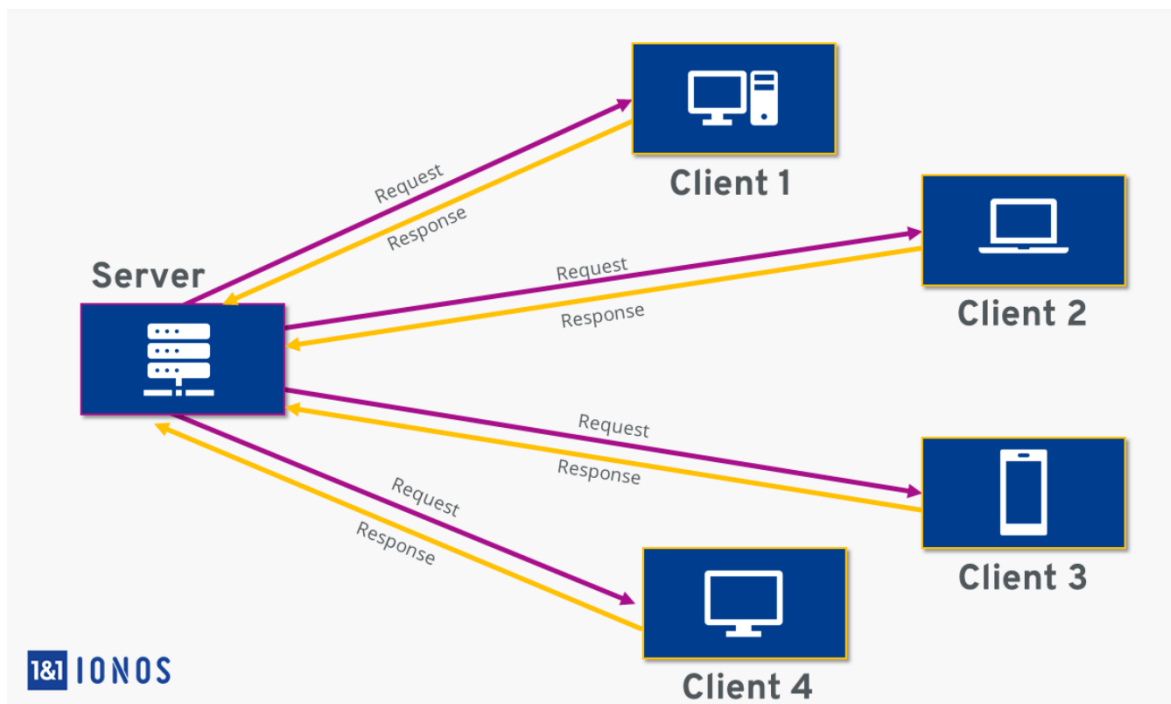 Client 1
Request
Response
Client 2
Server
Request
Response
Request
Response
Client 3
Request
Response
Client 4
1&1 IONOS